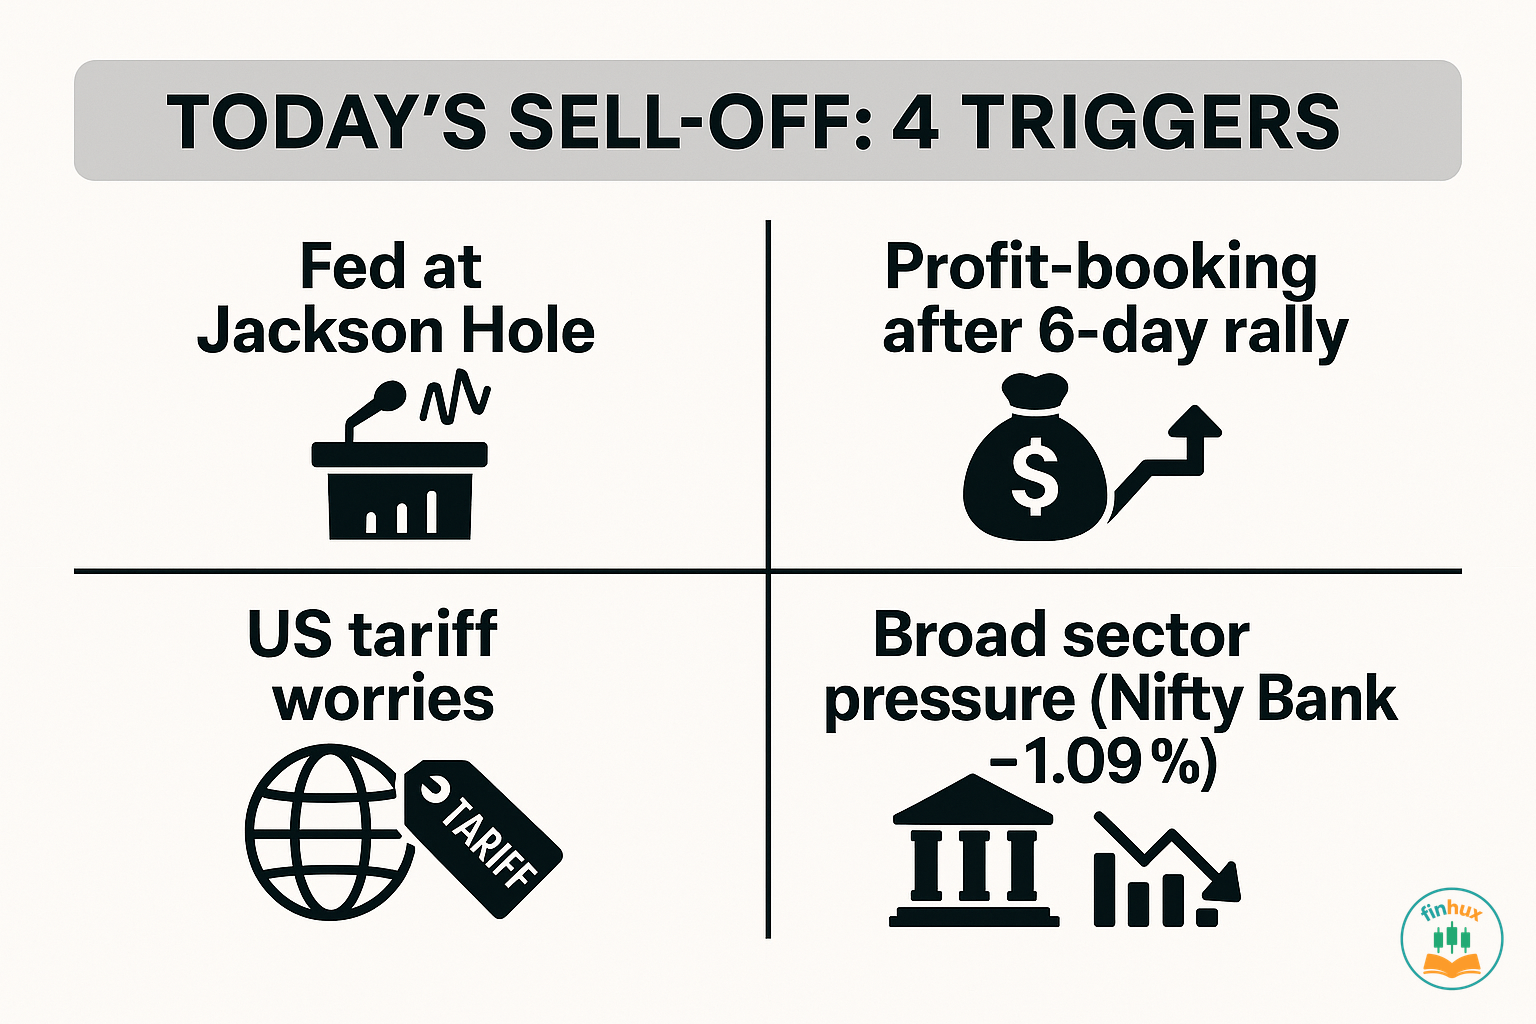 TODAY’S SELL-OFF: 4 TRIGGERS
Fed at
Jackson Hole
Profit-booking
after 6-day rally
$
US tariff
worries
TARIFF
Broad sector
pressure (Nifty Bank
−1.09 %)
finhux